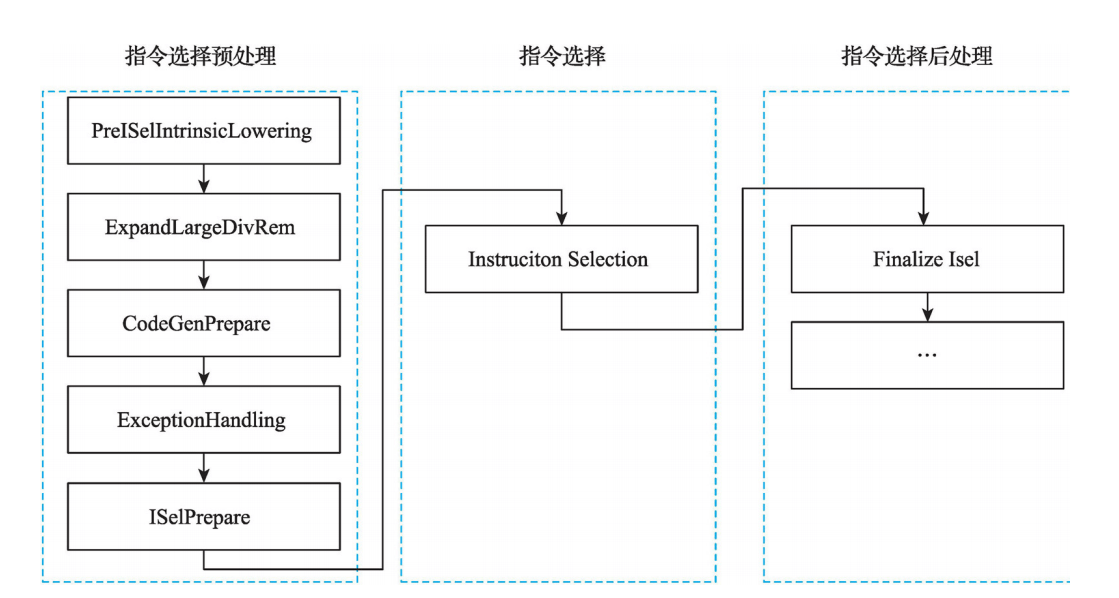 指令选择预处理
指令选择
指令选择后处理
PreISelIntrinsicLowering
ExpandLargeDivRem
CodeGenPrepare
ExceptionHandling
ISelPrepare
Instruciton Selection
Finalize Isel
...